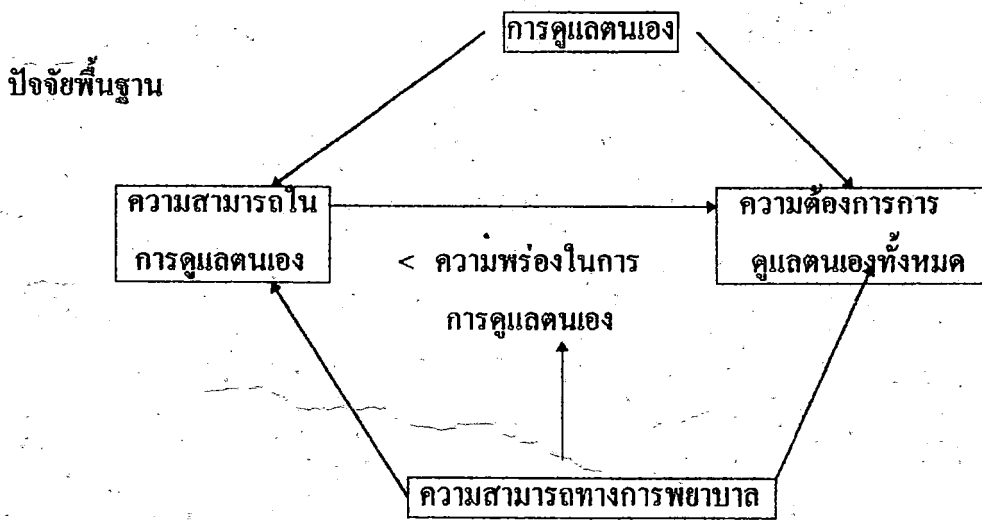 การดูแลตนเอง
ปัจจัยพื้นฐาน
ความสามารถใน
การดูแลตนเอง
ความต้องการการ
ดูแลตนเองทั้งหมด
< ความพร่องในการ
การดูแลตนเอง
ความสามารถทางการพยาบาล